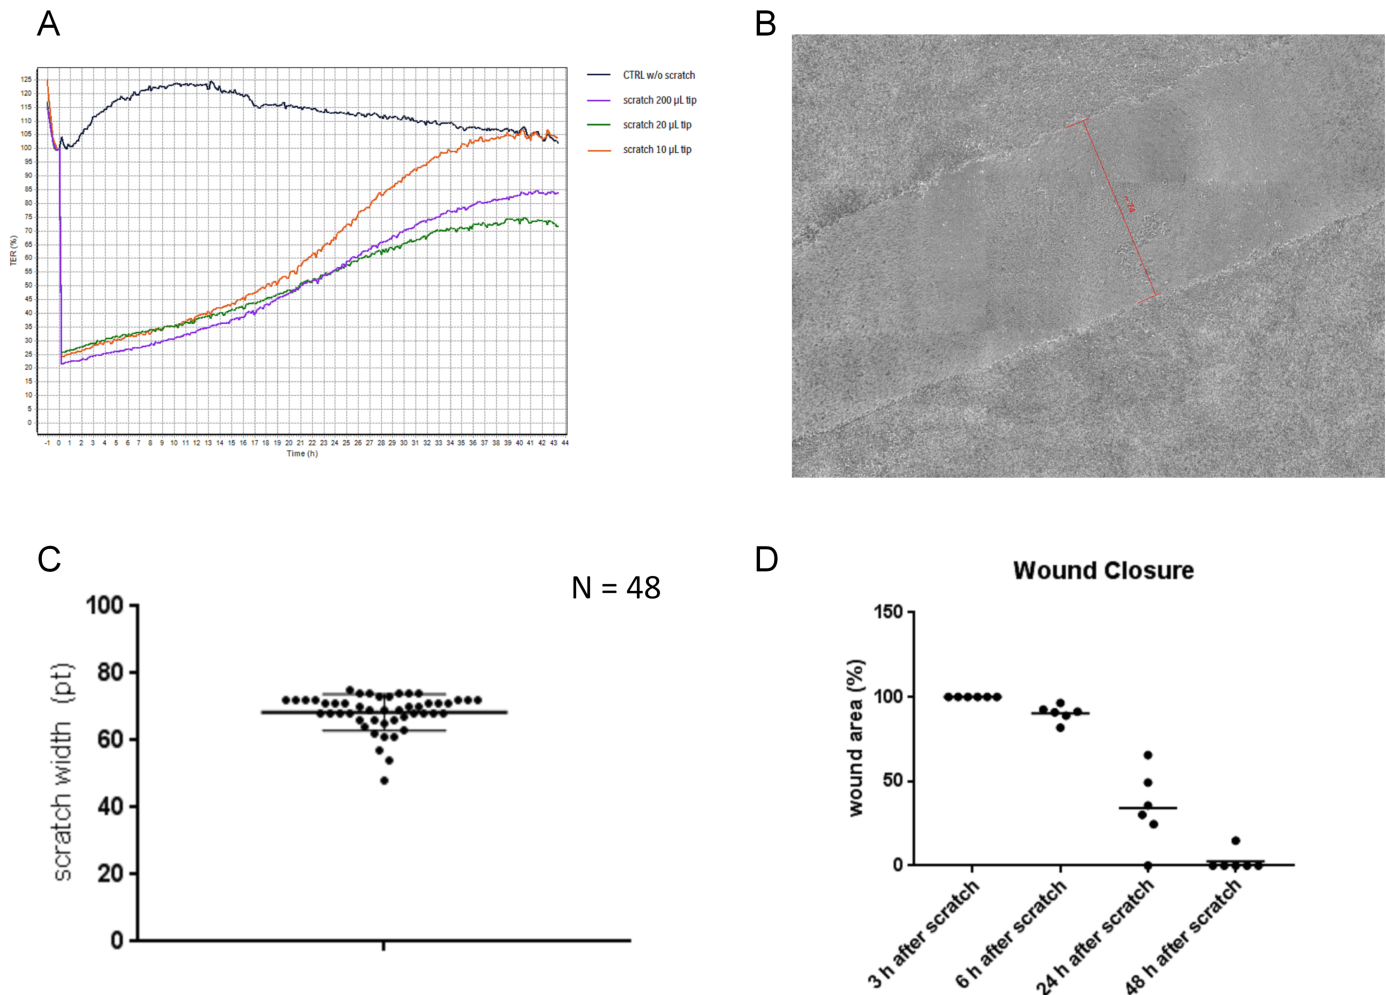 A
125
120
115
110
105
100
95
90
85
80
75
70
65
60
55
50
45
40
35
30
25
20
15
10
5
0
TER (%)
-1 0 1 2 3 4 5 6 7 8 9 10 11 12 13 14 15 16 17 18 19 20 21 22 23 24 25 26 27 28 29 30 31 32 33 34 35 36 37 38 39 40 41 42 43 44
Time (h)
CTRL w/o scratch
scratch 200 µL tip
scratch 20 µL tip
scratch 10 µL tip
B
~ 74
C
N = 48
100
80
60
40
20
0
scratch width (pt)
D
Wound Closure
150
100
50
0
wound area (%)
3 h after scratch
6 h after scratch
24 h after scratch
48 h after scratch